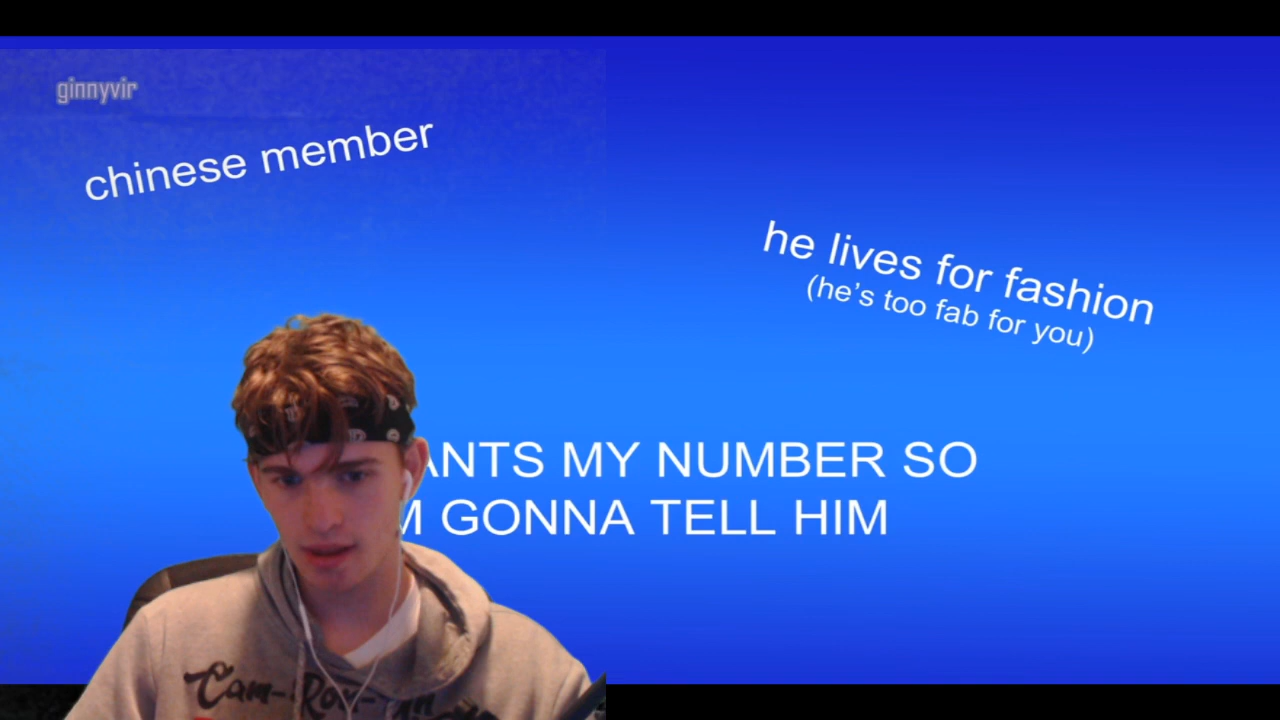 ginnyvir
chinese member
he lives for fashion
(he's too fab for you)
ANTS MY NUMBER SO
M GONNA TELL HIM
Cam-